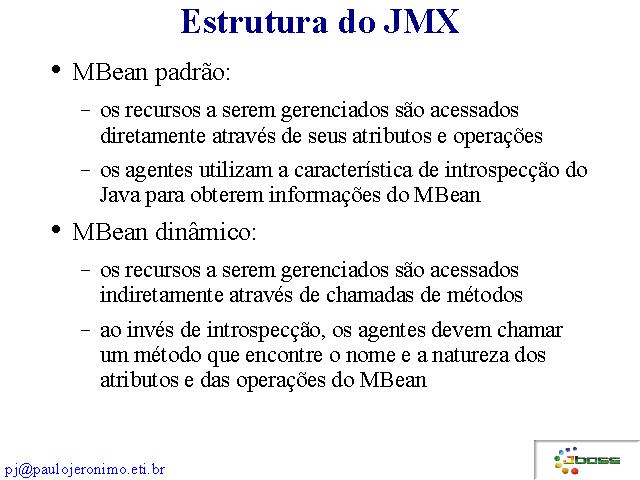 Estrutura do JMX
• MBean padrão:
– os recursos a serem gerenciados são acessados
diretamente através de seus atributos e operações
– os agentes utilizam a característica de introspecção do
Java para obterem informações do MBean
• MBean dinâmico:
– os recursos a serem gerenciados são acessados
indiretamente através de chamadas de métodos
– ao invés de introspecção, os agentes devem chamar
um método que encontre o nome e a natureza dos
atributos e das operações do MBean
pj@paulojeronimo.eti.br
JBoss